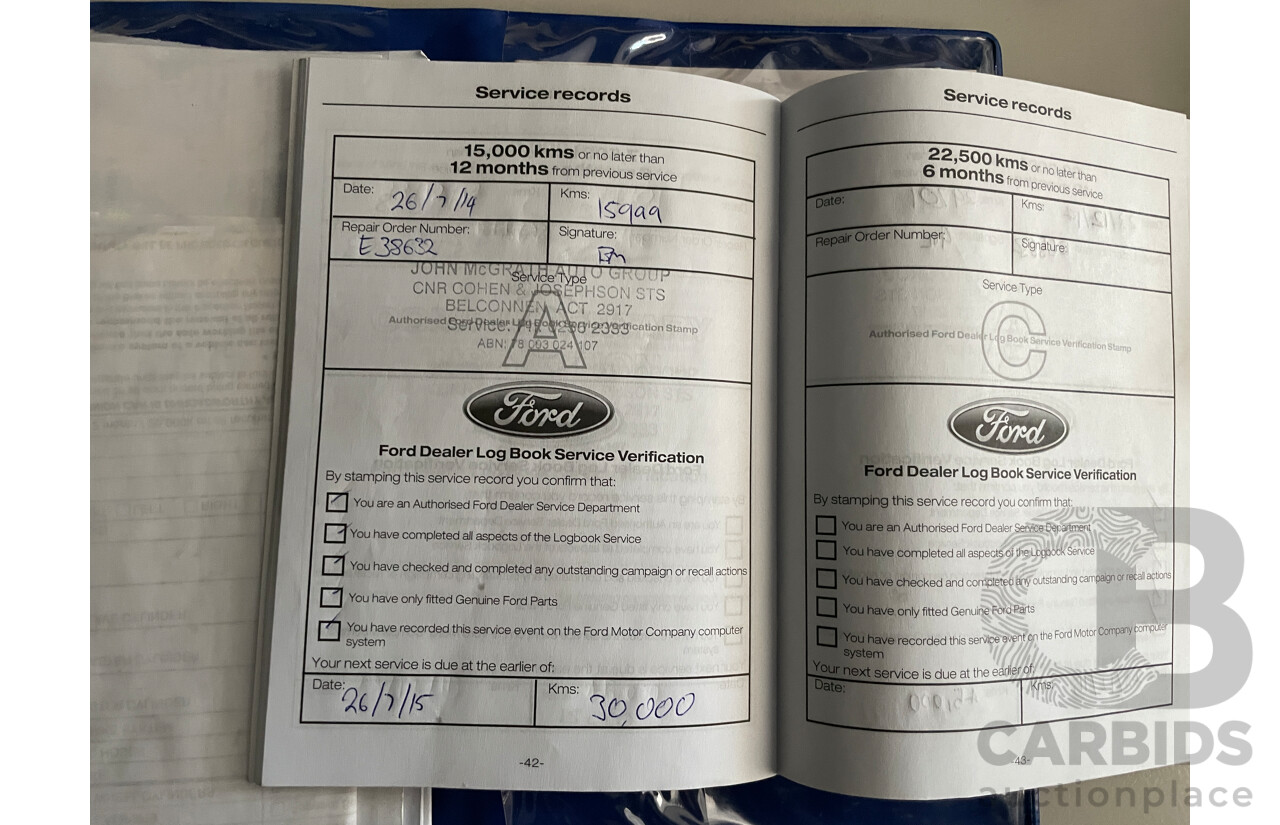 Service records
15,000 kms or no later than
12 months from previous service
Date: 26/7/14
Kms: 15999
Repair Order Number: E38632
Signature:
JOHN McGRATH AUTO GROUP
Service Type
CNR COHEN & JOSEPHSON STS
BELCONNEN ACT 2917
Authorised Ford Dealer Log Book Service Verification Stamp
A
ABN: 78 093 024 107
Ford
Ford Dealer Log Book Service Verification
By stamping this service record you confirm that:
You are an Authorised Ford Dealer Service Department
You have completed all aspects of the Logbook Service
You have checked and completed any outstanding campaign or recall actions
You have only fitted Genuine Ford Parts
You have recorded this service event on the Ford Motor Company computer
system
Your next service is due at the earlier of:
Date: 26/7/15
Kms: 30,000
-42-
Service records
22,500 kms or no later than
6 months from previous service
Date:
Kms:
Repair Order Number:
Signature:
Service Type
C
Authorised Ford Dealer Log Book Service Verification Stamp
Ford
Ford Dealer Log Book Service Verification
By stamping this service record you confirm that:
You are an Authorised Ford Dealer Service Department
You have completed all aspects of the Logbook Service
You have checked and completed any outstanding campaign or recall actions
You have only fitted Genuine Ford Parts
You have recorded this service event on the Ford Motor Company computer
system
Your next service is due at the earlier of:
Date:
Kms:
-43-
CB
CARBIDS
auctionplace